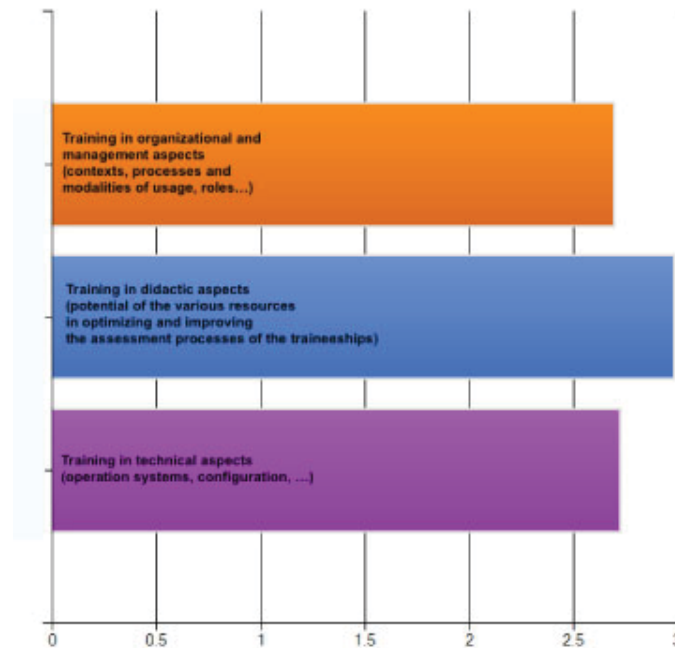 Training in organizational and
management aspects
(contexts, processes and
modalities of usage, roles...)
Training in didactic aspects
(potential of the various resources
in optimizing and improving
the assessment processes of the traineeships)
Training in technical aspects
(operation systems, configuration, ...)
0 0.5 1 1.5 2 2.5 3